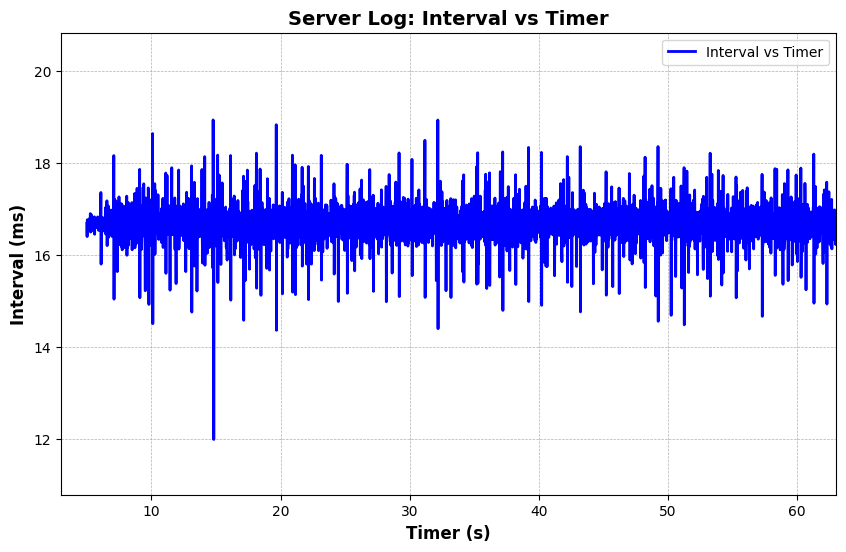 Server Log: Interval vs Timer
Interval vs Timer
20
18
16
14
12
Interval (ms)
10 20 30 40 50 60
Timer (s)